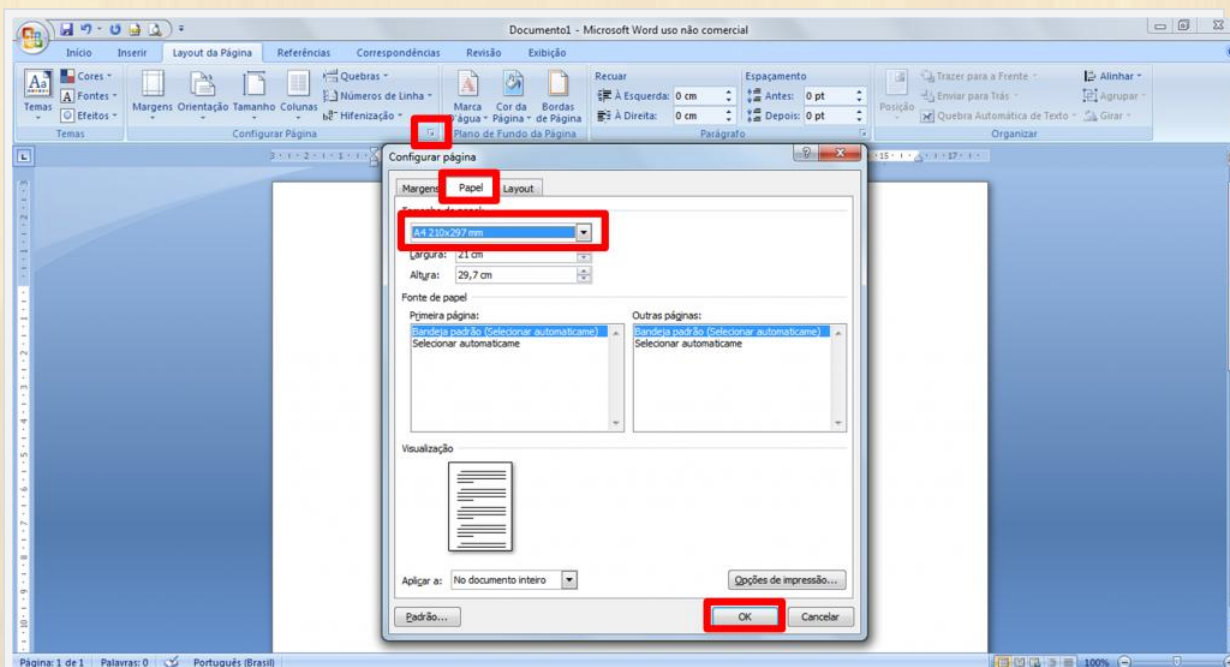 Documento1 - Microsoft Word uso não comercial
Início Inserir Layout da Página Referências Correspondências Revisão Exibição
Temas
Cores
Fontes
Efeitos
Temas
Margens Orientação Tamanho Colunas
Quebras
Números de Linha
Hifenização
Configurar Página
Marca D'água
Cor da Página
Bordas de Página
Plano de Fundo da Página
Recuar
À Esquerda: 0 cm
À Direita: 0 cm
Espaçamento
Antes: 0 pt
Depois: 0 pt
Parágrafo
Posição
Trazer para a Frente
Enviar para Trás
Quebra Automática de Texto
Alinhar
Agrupar
Girar
Organizar
Configurar página
Margens Papel Layout
A4 210x297 mm
Largura: 21 cm
Altura: 29,7 cm
Fonte de papel
Primeira página: Outras páginas:
Bandeja padrão (Selecionar automaticame) Bandeja padrão (Selecionar automaticame)
Selecionar automaticame Selecionar automaticame
Visualização
Aplicar a: No documento inteiro Opções de impressão...
Padrão... OK Cancelar
Página: 1 de 1 Palavras: 0 Português (Brasil) 100%